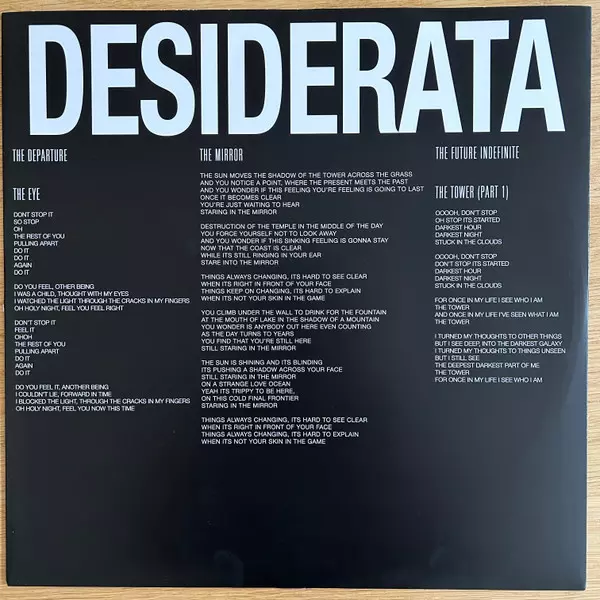 DESIDERATA
THE DEPARTURE
THE EYE
DONT STOP IT
SO STOP
OH
THE REST OF YOU
PULLING APART
DO IT
DO IT
AGAIN
DO IT
DO YOU FEEL, OTHER BEING
I WAS A CHILD, THOUGHT WITH MY EYES
I WATCHED THE LIGHT THROUGH THE CRACKS IN MY FINGERS
OH HOLY NIGHT, FEEL YOU FEEL RIGHT
DON'T STOP IT
FEEL IT
OHOH
THE REST OF YOU
PULLING APART
DO IT
AGAIN
DO IT
DO YOU FEEL IT, ANOTHER BEING
I COULDN'T LIE, FORWARD IN TIME
I BLOCKED THE LIGHT, THROUGH THE CRACKS IN MY FINGERS
OH HOLY NIGHT, FEEL YOU NOW THIS TIME
THE MIRROR
THE SUN MOVES THE SHADOW OF THE TOWER ACROSS THE GRASS
AND YOU NOTICE A POINT, WHERE THE PRESENT MEETS THE PAST
AND YOU WONDER IF THIS FEELING YOU'RE FEELING IS GOING TO LAST
ONCE IT BECOMES CLEAR
YOU'RE JUST WAITING TO HEAR
STARING IN THE MIRROR
DESTRUCTION OF THE TEMPLE IN THE MIDDLE OF THE DAY
YOU FORCE YOURSELF NOT TO LOOK AWAY
AND YOU WONDER IF THIS SINKING FEELING IS GONNA STAY
NOW THAT THE COAST IS CLEAR
WHILE ITS STILL RINGING IN YOUR EAR
STARE INTO THE MIRROR
THINGS ALWAYS CHANGING, ITS HARD TO SEE CLEAR
WHEN ITS RIGHT IN FRONT OF YOUR FACE
THINGS KEEP ON CHANGING, ITS HARD TO EXPLAIN
WHEN ITS NOT YOUR SKIN IN THE GAME
YOU CLIMB UNDER THE WALL TO DRINK FOR THE FOUNTAIN
AT THE MOUTH OF LAKE IN THE SHADOW OF A MOUNTAIN
YOU WONDER IS ANYBODY OUT HERE EVEN COUNTING
AS THE DAY TURNS TO YEARS
YOU FIND THAT YOU'RE STILL HERE
STILL STARING IN THE MIRROR
THE SUN IS SHINING AND ITS BLINDING
ITS PUSHING A SHADOW ACROSS YOUR FACE
STILL STARING IN THE MIRROR
ON A STRANGE LOVE OCEAN
YEAH ITS TRIPPY TO BE HERE,
ON THIS COLD FINAL FRONTIER
STARING IN THE MIRROR
THINGS ALWAYS CHANGING, ITS HARD TO SEE CLEAR
WHEN ITS RIGHT IN FRONT OF YOUR FACE
THINGS ALWAYS CHANGING, ITS HARD TO EXPLAIN
WHEN ITS NOT YOUR SKIN IN THE GAME
THE FUTURE INDEFINITE
THE TOWER (PART 1)
OOOOH, DON'T STOP
OH STOP ITS STARTED
DARKEST HOUR
DARKEST NIGHT
STUCK IN THE CLOUDS
OOOOH, DON'T STOP
DON'T STOP ITS STARTED
DARKEST HOUR
DARKEST NIGHT
STUCK IN THE CLOUDS
FOR ONCE IN MY LIFE I SEE WHO I AM
THE TOWER
AND ONCE IN MY LIFE I'VE SEEN WHAT I AM
THE TOWER
I TURNED MY THOUGHTS TO OTHER THINGS
BUT I SEE DEEP, INTO THE DARKEST GALAXY
I TURNED MY THOUGHTS TO THINGS UNSEEN
BUT I STILL SEE
THE DEEPEST DARKEST PART OF ME
THE TOWER
FOR ONCE IN MY LIFE I SEE WHO I AM